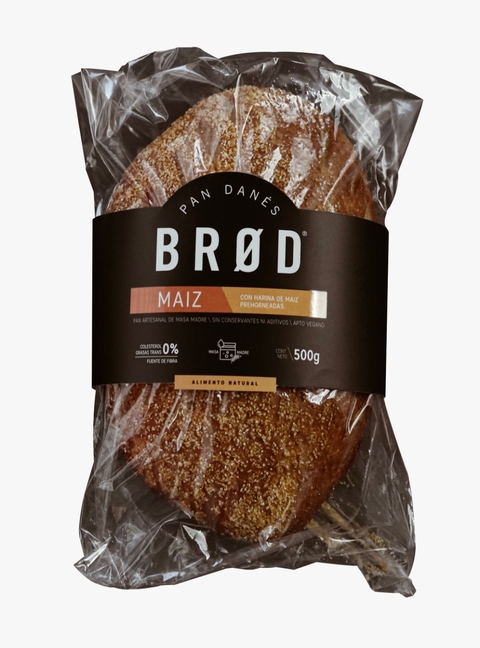 PAN DANÉS
BRØD®
MAIZ
CON HARINA DE MAIZ
PREHORNEADAS
PAN ARTESANAL DE MASA MADRE \ SIN CONSERVANTES NI ADITIVOS \ APTO VEGANO
COLESTEROL
GRASAS TRANS 0%
FUENTE DE FIBRA
MASA MADRE
CONT.
NETO 500g
ALIMENTO NATURAL